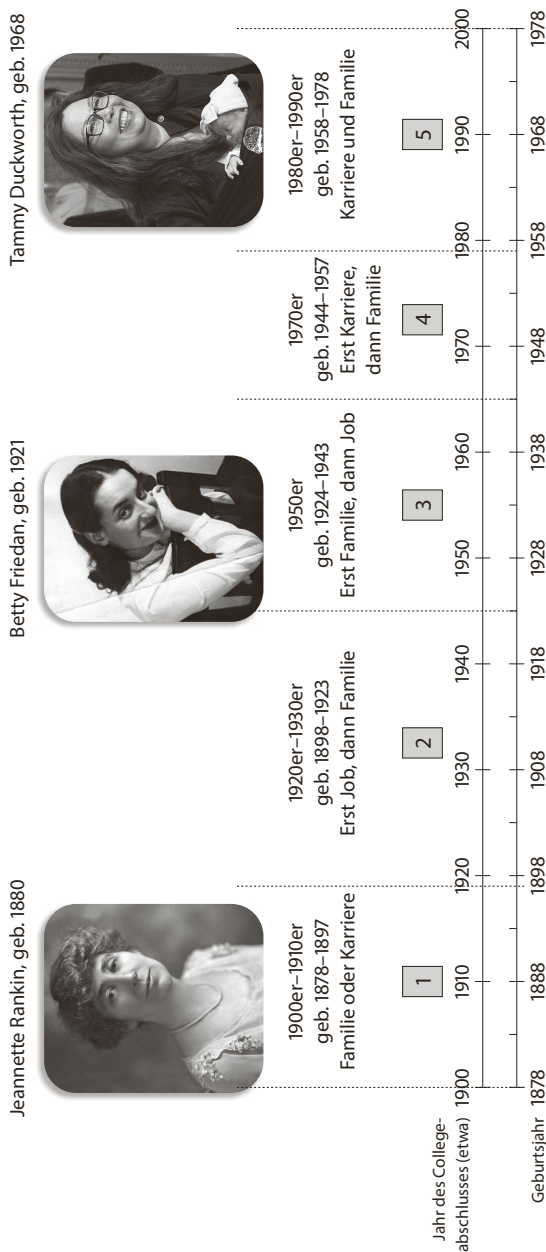 Jeannette Rankin, geb. 1880
Betty Friedan, geb. 1921
Tammy Duckworth, geb. 1968
1900er–1910er
geb. 1878–1897
Familie oder Karriere
1920er–1930er
geb. 1898–1923
Erst Job, dann Familie
1950er
geb. 1924–1943
Erst Familie, dann Job
1970er
geb. 1944–1957
Erst Karriere,
dann Familie
1980er–1990er
geb. 1958–1978
Karriere und Familie
1
2
3
4
5
Jahr des College-
abschlusses (etwa) 1900 1910 1920 1930 1940 1950 1960 1970 1980 1990 2000
Geburtsjahr 1878 1888 1898 1908 1918 1928 1938 1948 1958 1968 1978